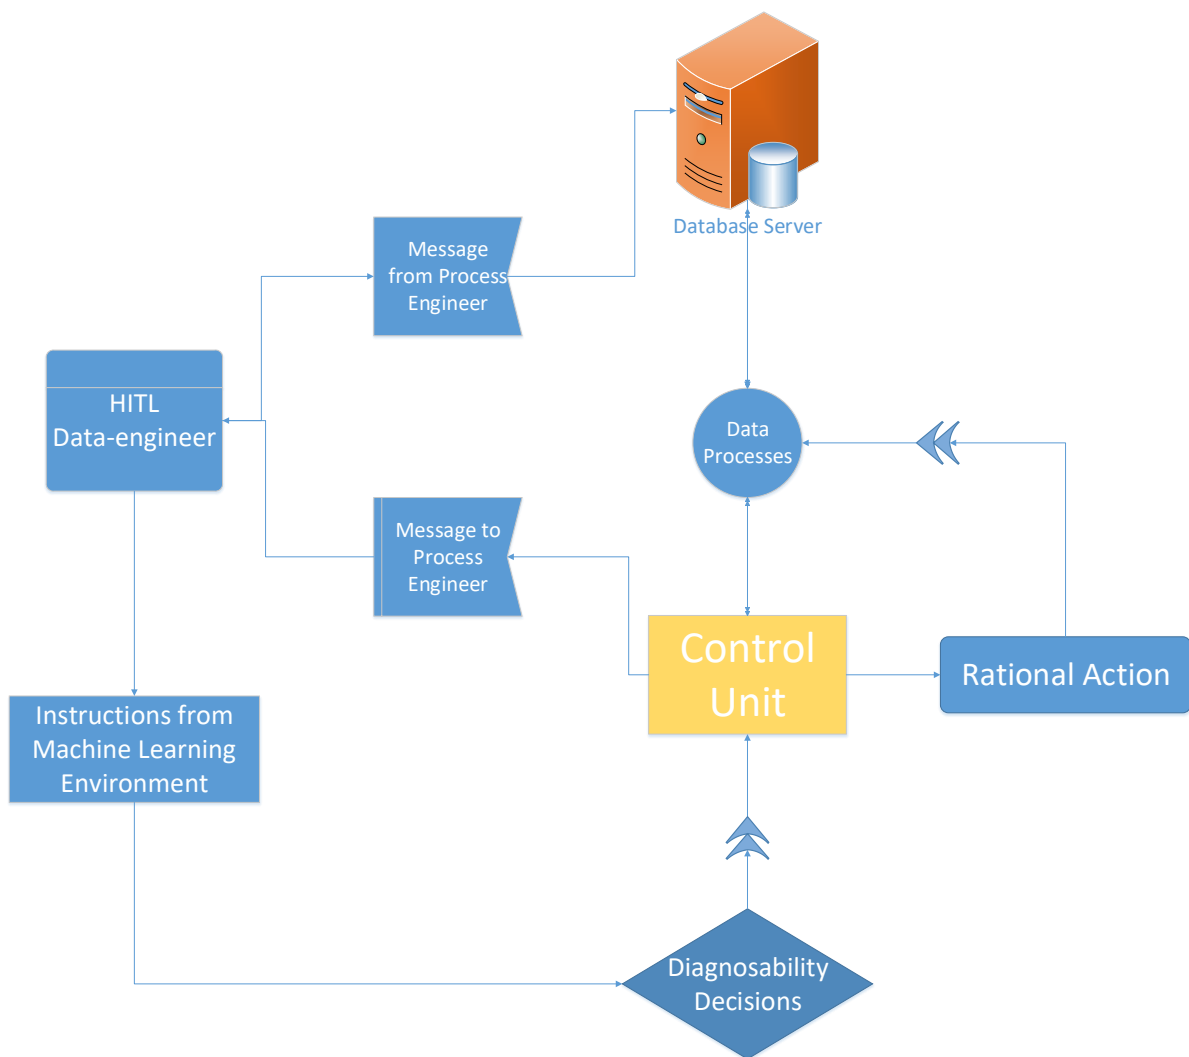 Database Server
Message
from Process
Engineer
HITL
Data-engineer
Data
Processes
Message to
Process
Engineer
Control
Unit
Rational Action
Instructions from
Machine Learning
Environment
Diagnosability
Decisions